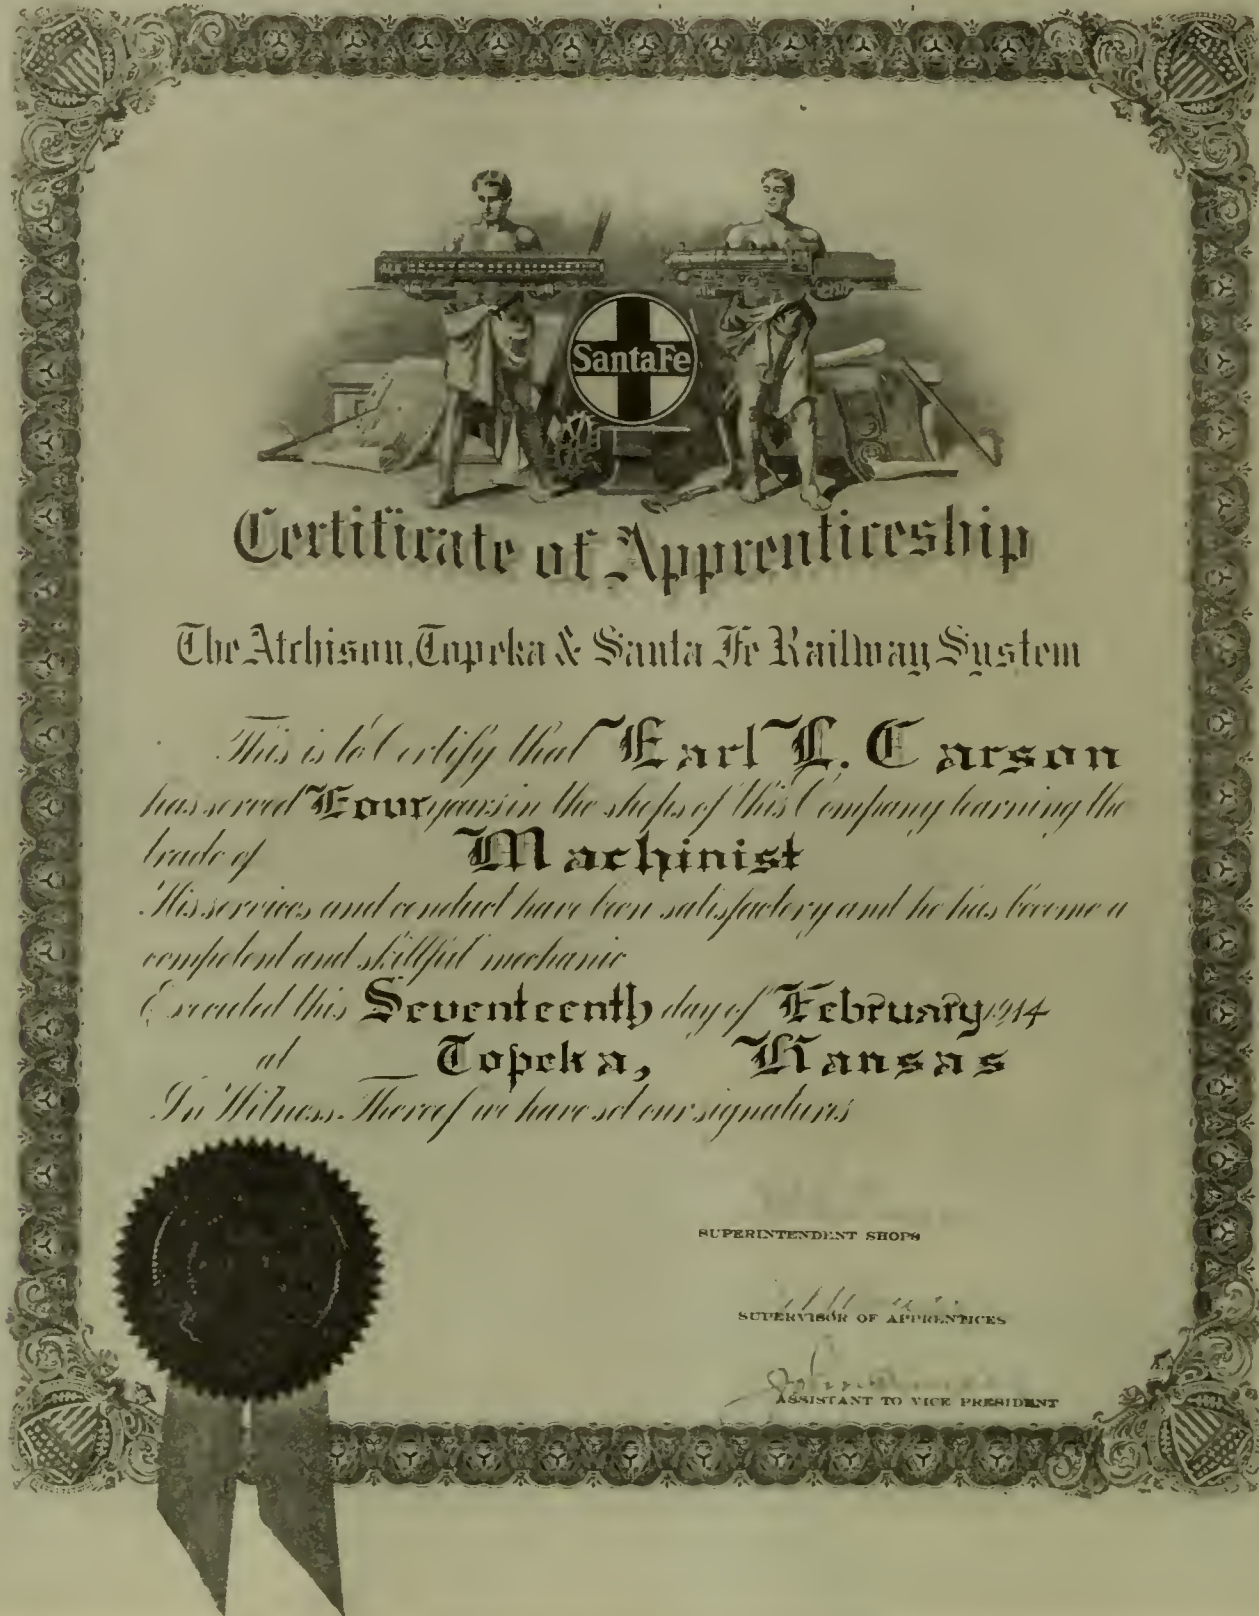 SantaFe
Certificate of Apprenticeship
The Atchison, Topeka & Santa Fe Railway System
This is to Certify that Earl L. Carson
has served Four years in the shops of this Company learning the
trade of Machinist
His services and conduct have been satisfactory and he has become a
competent and skillful mechanic
Executed this Seventeenth day of February 1914
at Topeka, Kansas
In Witness Thereof we have set our signatures
SUPERINTENDENT SHOPS
SUPERVISOR OF APPRENTICES
ASSISTANT TO VICE PRESIDENT